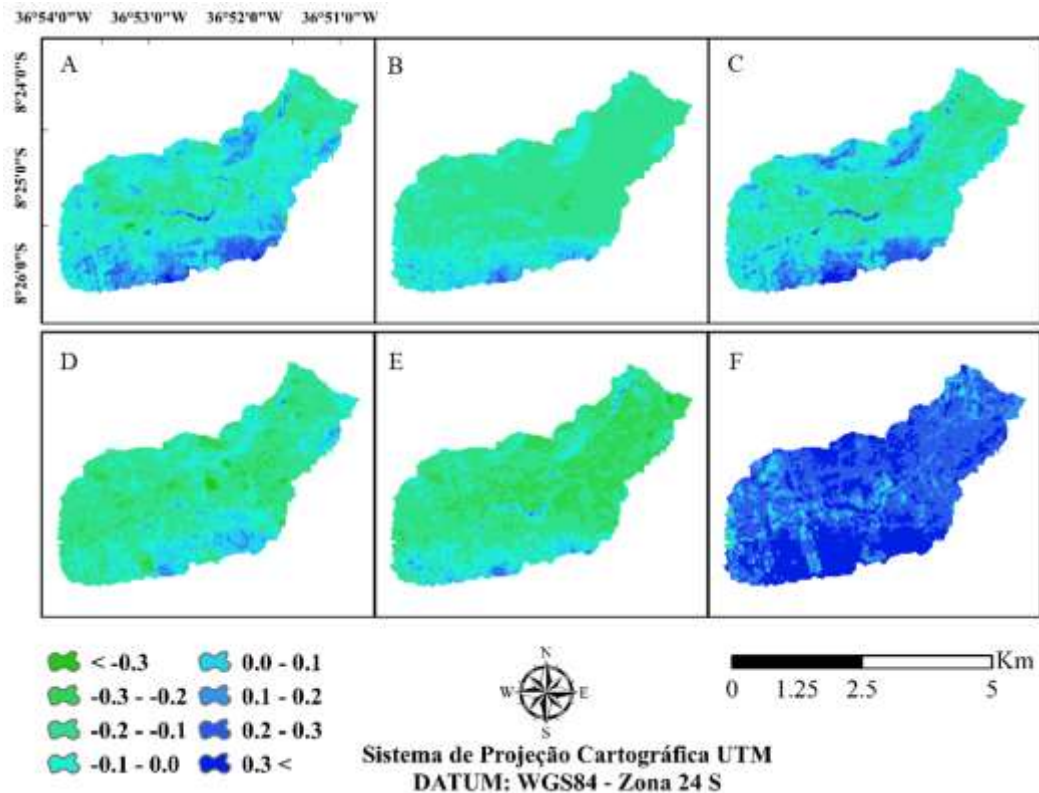 36°54'0"W 36°53'0"W 36°52'0"W 36°51'0"W
8°24'0"S
8°25'0"S
8°26'0"S
A
B
C
D
E
F
< -0.3
-0.3 - -0.2
-0.2 - -0.1
-0.1 - 0.0
0.0 - 0.1
0.1 - 0.2
0.2 - 0.3
0.3 <
N
W E
S
Km
0 1.25 2.5 5
Sistema de Projeção Cartográfica UTM
DATUM: WGS84 - Zona 24 S